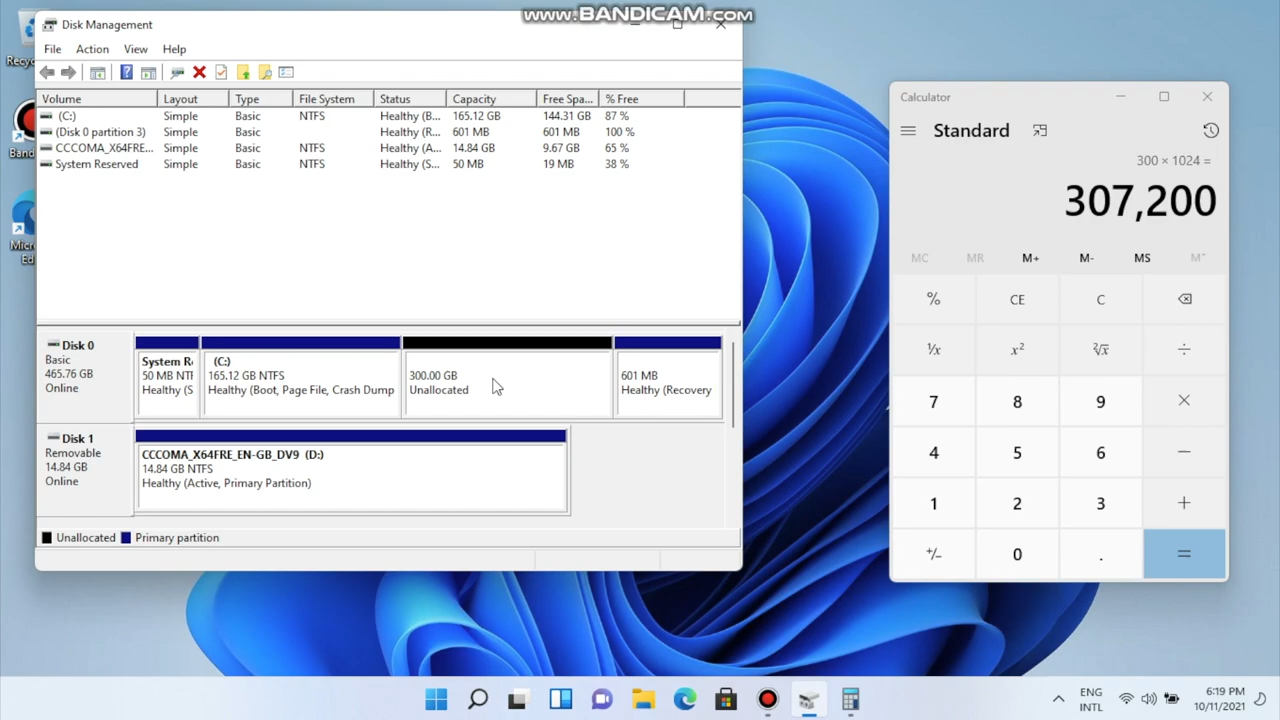 www.BANDICAM.com
Disk Management
File Action View Help
Volume Layout Type File System Status Capacity Free Spa... % Free
(C:) Simple Basic NTFS Healthy (B... 165.12 GB 144.31 GB 87 %
(Disk 0 partition 3) Simple Basic Healthy (R... 601 MB 601 MB 100 %
CCCOMA_X64FRE... Simple Basic NTFS Healthy (A... 14.84 GB 9.67 GB 65 %
System Reserved Simple Basic NTFS Healthy (S... 50 MB 19 MB 38 %
Disk 0
Basic
465.76 GB
Online
System R
50 MB NTF
Healthy (S
(C:)
165.12 GB NTFS
Healthy (Boot, Page File, Crash Dump
300.00 GB
Unallocated
601 MB
Healthy (Recovery
Disk 1
Removable
14.84 GB
Online
CCCOMA_X64FRE_EN-GB_DV9 (D:)
14.84 GB NTFS
Healthy (Active, Primary Partition)
Unallocated Primary partition
Calculator
Standard
300 × 1024 =
307,200
MC MR M+ M- MS M˅
% CE C
¹/x x² ²√x ÷
7 8 9 ×
4 5 6 −
1 2 3 +
+/− 0 . =
Recyc
Band
Micr
Ed
ENG
INTL
6:19 PM
10/11/2021